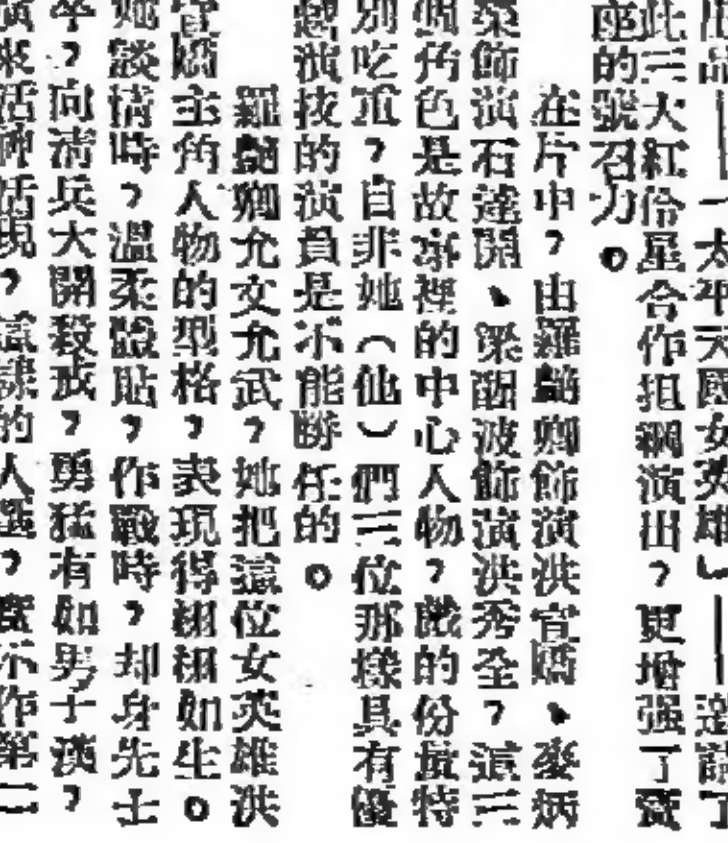 出品——「太平天國女英雄」——造詣了
此三大紅伶星合作担綱演出，更增强了賣
座的號召力。
在片中，由羅艷卿飾演洪宣嬌、麥炳
榮飾演石達開、梁醒波飾演洪秀全，這三
個角色是故事裡的中心人物，戲的份量特
別吃重，自非她（他）們三位那樣具有優
越演技的演員是不能勝任的。
羅艷卿允文允武，她把這位女英雄洪
宣嬌主角人物的型格，表現得栩栩如生。
她談情時，溫柔體貼，作戰時，却身先士
卒，向清兵大開殺戒，勇猛有如男士漢，
演來活神活現，這樣的人選，實不作第二